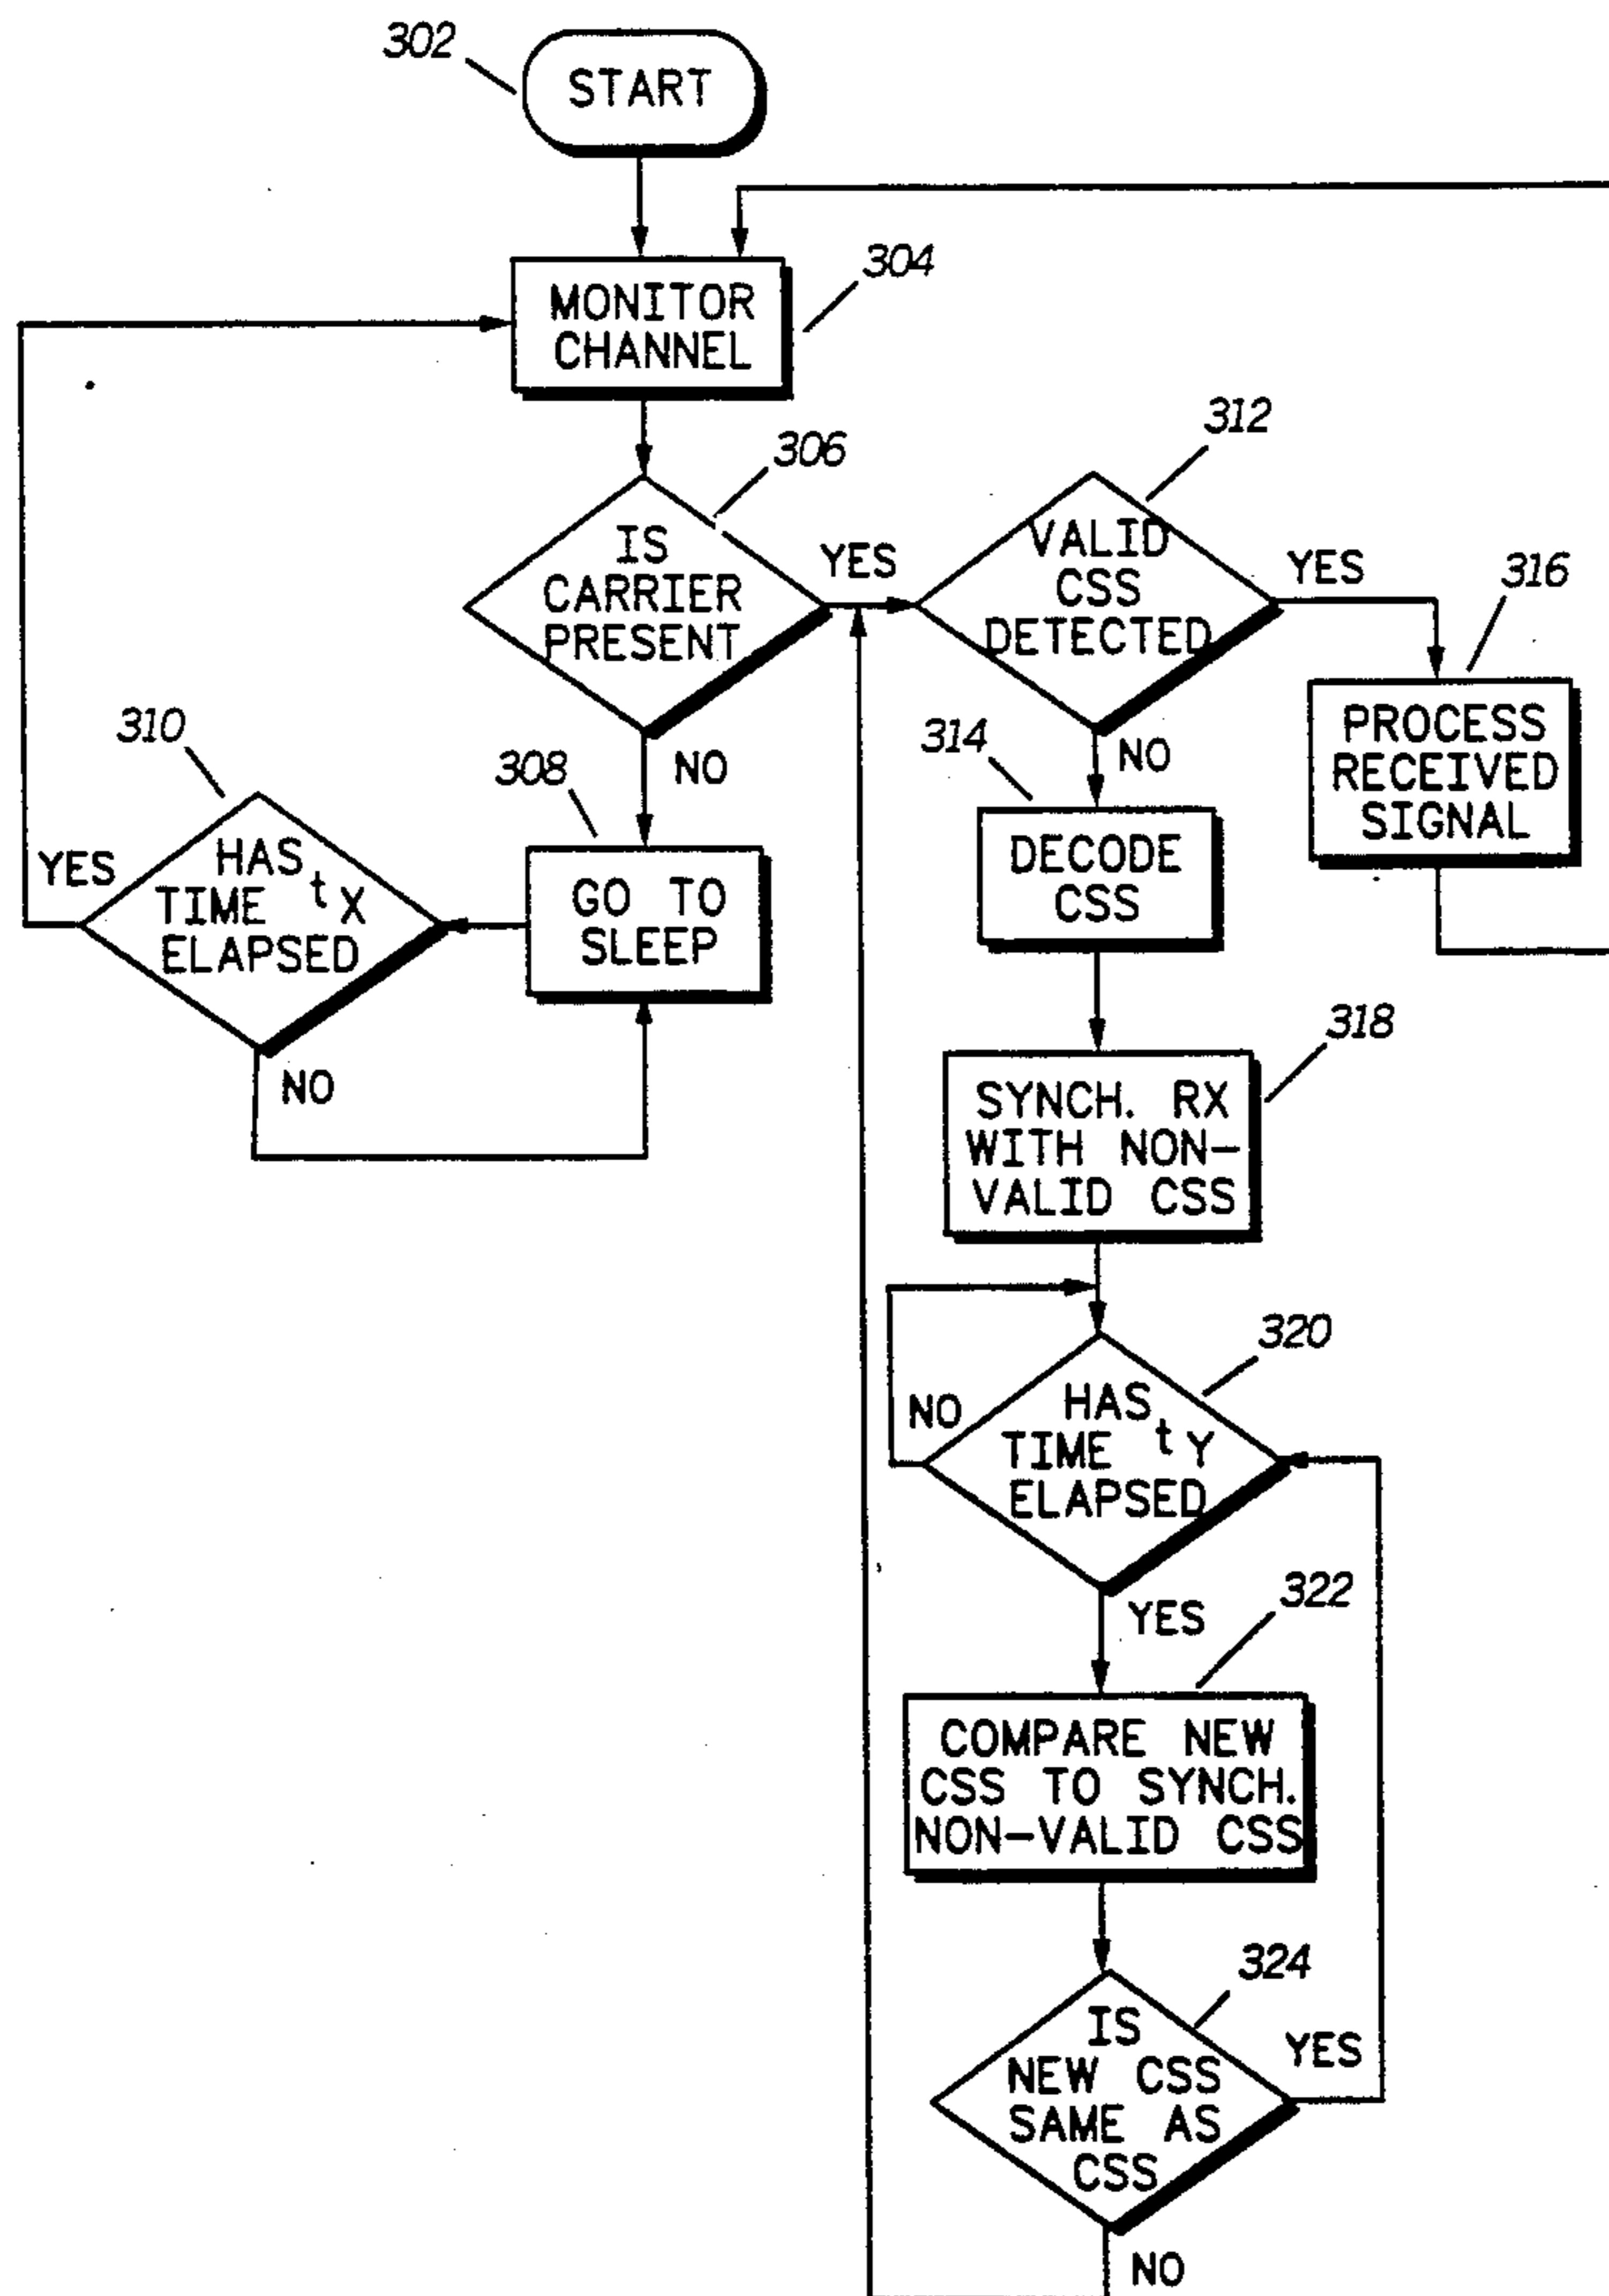 302
START
304
MONITOR
CHANNEL
306
IS
CARRIER
PRESENT
YES
NO
312
VALID
CSS
DETECTED
YES
NO
316
PROCESS
RECEIVED
SIGNAL
310
HAS
TIME tX
ELAPSED
YES
NO
308
GO TO
SLEEP
314
DECODE
CSS
318
SYNCH. RX
WITH NON-
VALID CSS
320
HAS
TIME tY
ELAPSED
NO
YES
322
COMPARE NEW
CSS TO SYNCH.
NON-VALID CSS
324
IS
NEW CSS
SAME AS
CSS
YES
NO